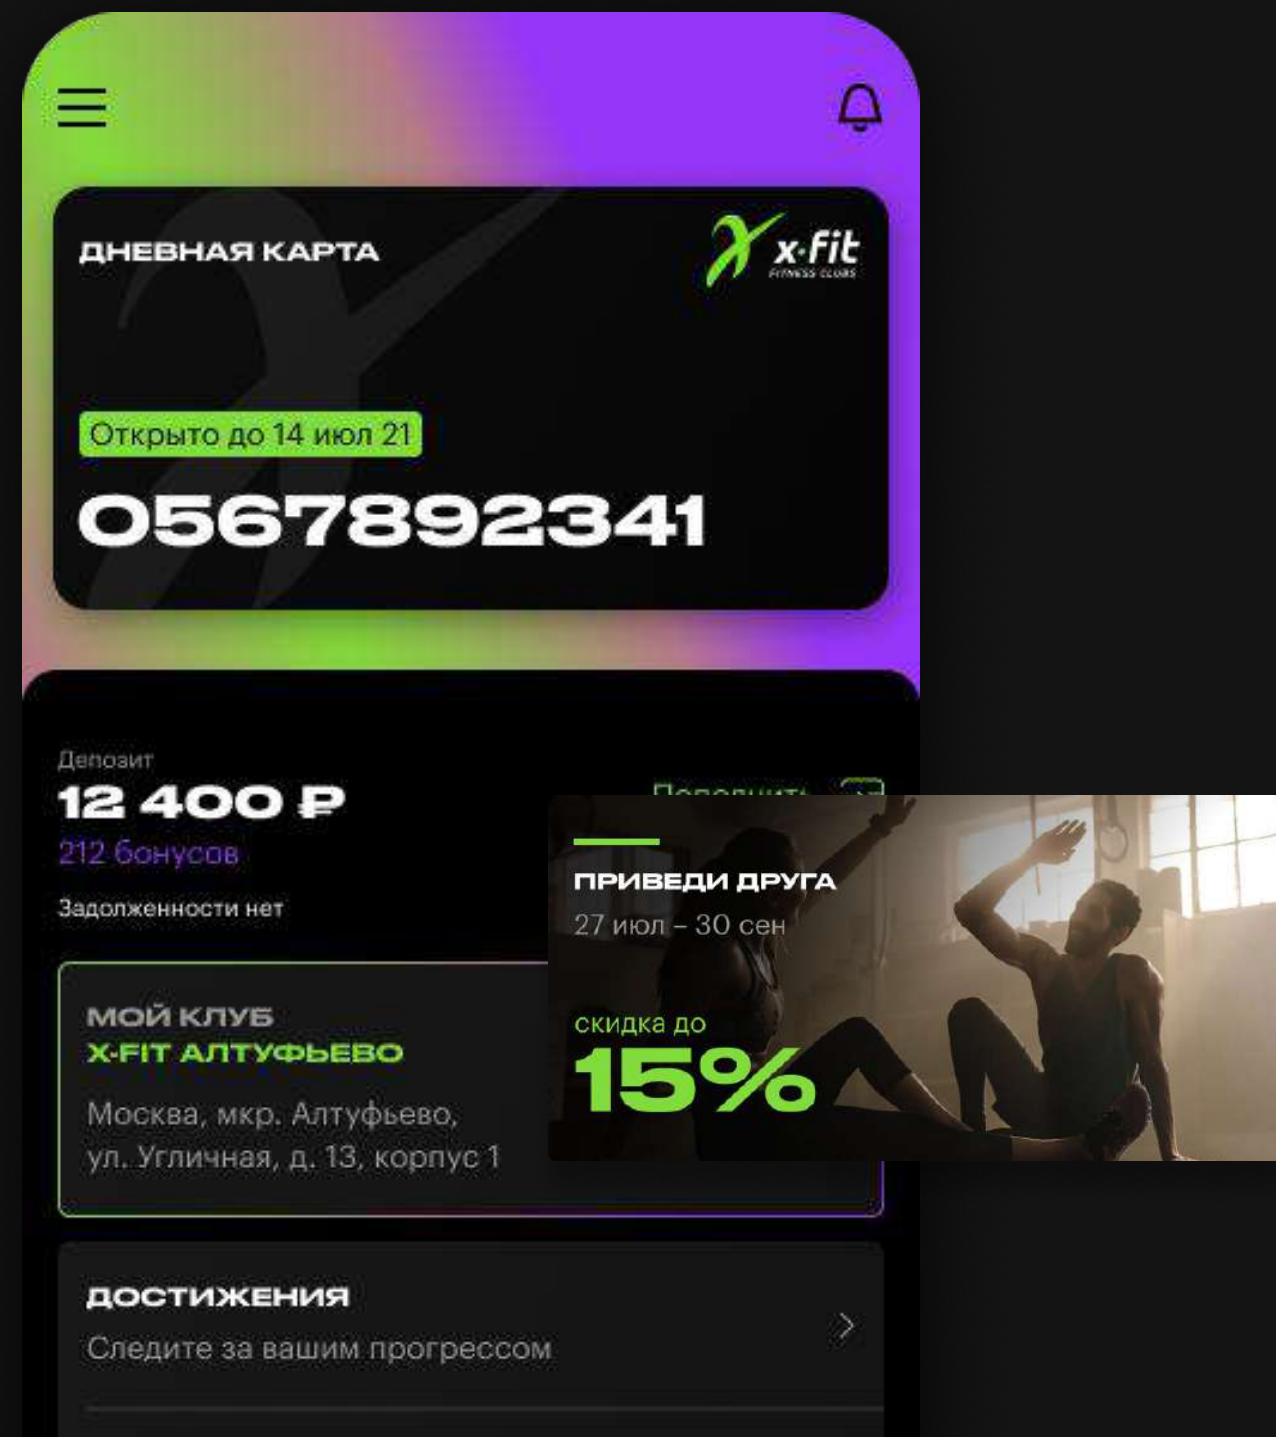 ДНЕВНАЯ КАРТА
x·fit
FITNESS CLUBS
Открыто до 14 июл 21
0567892341
Депозит
12 400 ₽
Пополнить
212 бонусов
Задолженности нет
ПРИВЕДИ ДРУГА
27 июл – 30 сен
скидка до
15%
МОЙ КЛУБ
X-FIT АЛТУФЬЕВО
Москва, мкр. Алтуфьево,
ул. Угличная, д. 13, корпус 1
ДОСТИЖЕНИЯ
Следите за вашим прогрессом